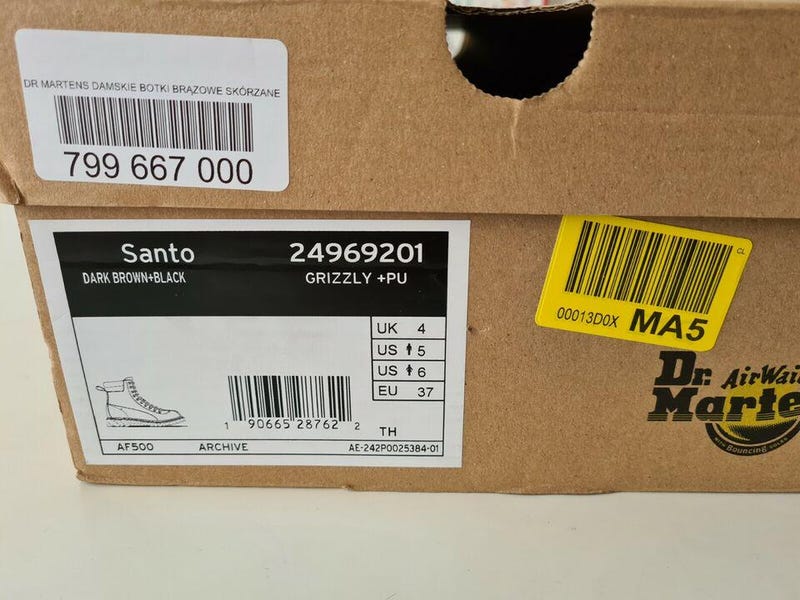 DR MARTENS DAMSKIE BOTKI BRĄZOWE SKÓRZANE
799 667 000
Santo 24969201
DARK BROWN+BLACK GRIZZLY +PU
UK 4
US 5
US 6
EU 37
1 90665 28762 2
TH
AF500 ARCHIVE AE-242P0025384-01
CL
00013D0X MA5
Dr. AirWai
Marte
WITH Bouncing SOLES